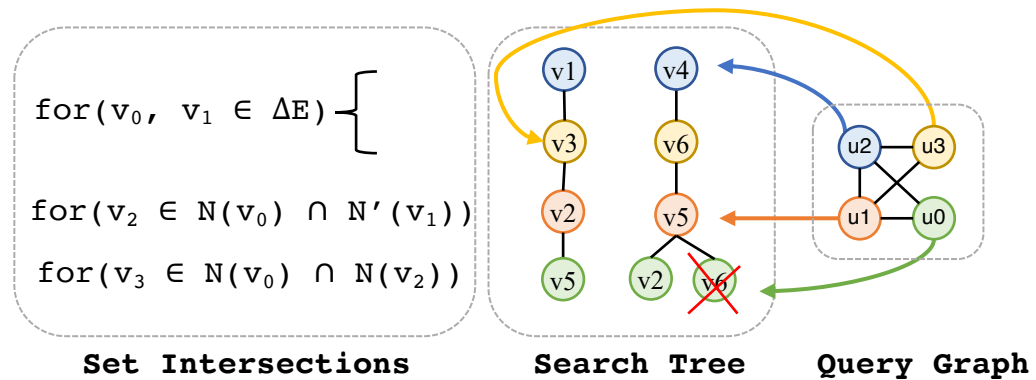 for(v₀, v₁ ∈ ΔE)
for(v₂ ∈ N(v₀) ∩ N’(v₁))
for(v₃ ∈ N(v₀) ∩ N(v₂))
Set Intersections
v1 v4
v3 v6
v2 v5
v5 v2 v6
Search Tree
u2 u3
u1 u0
Query Graph